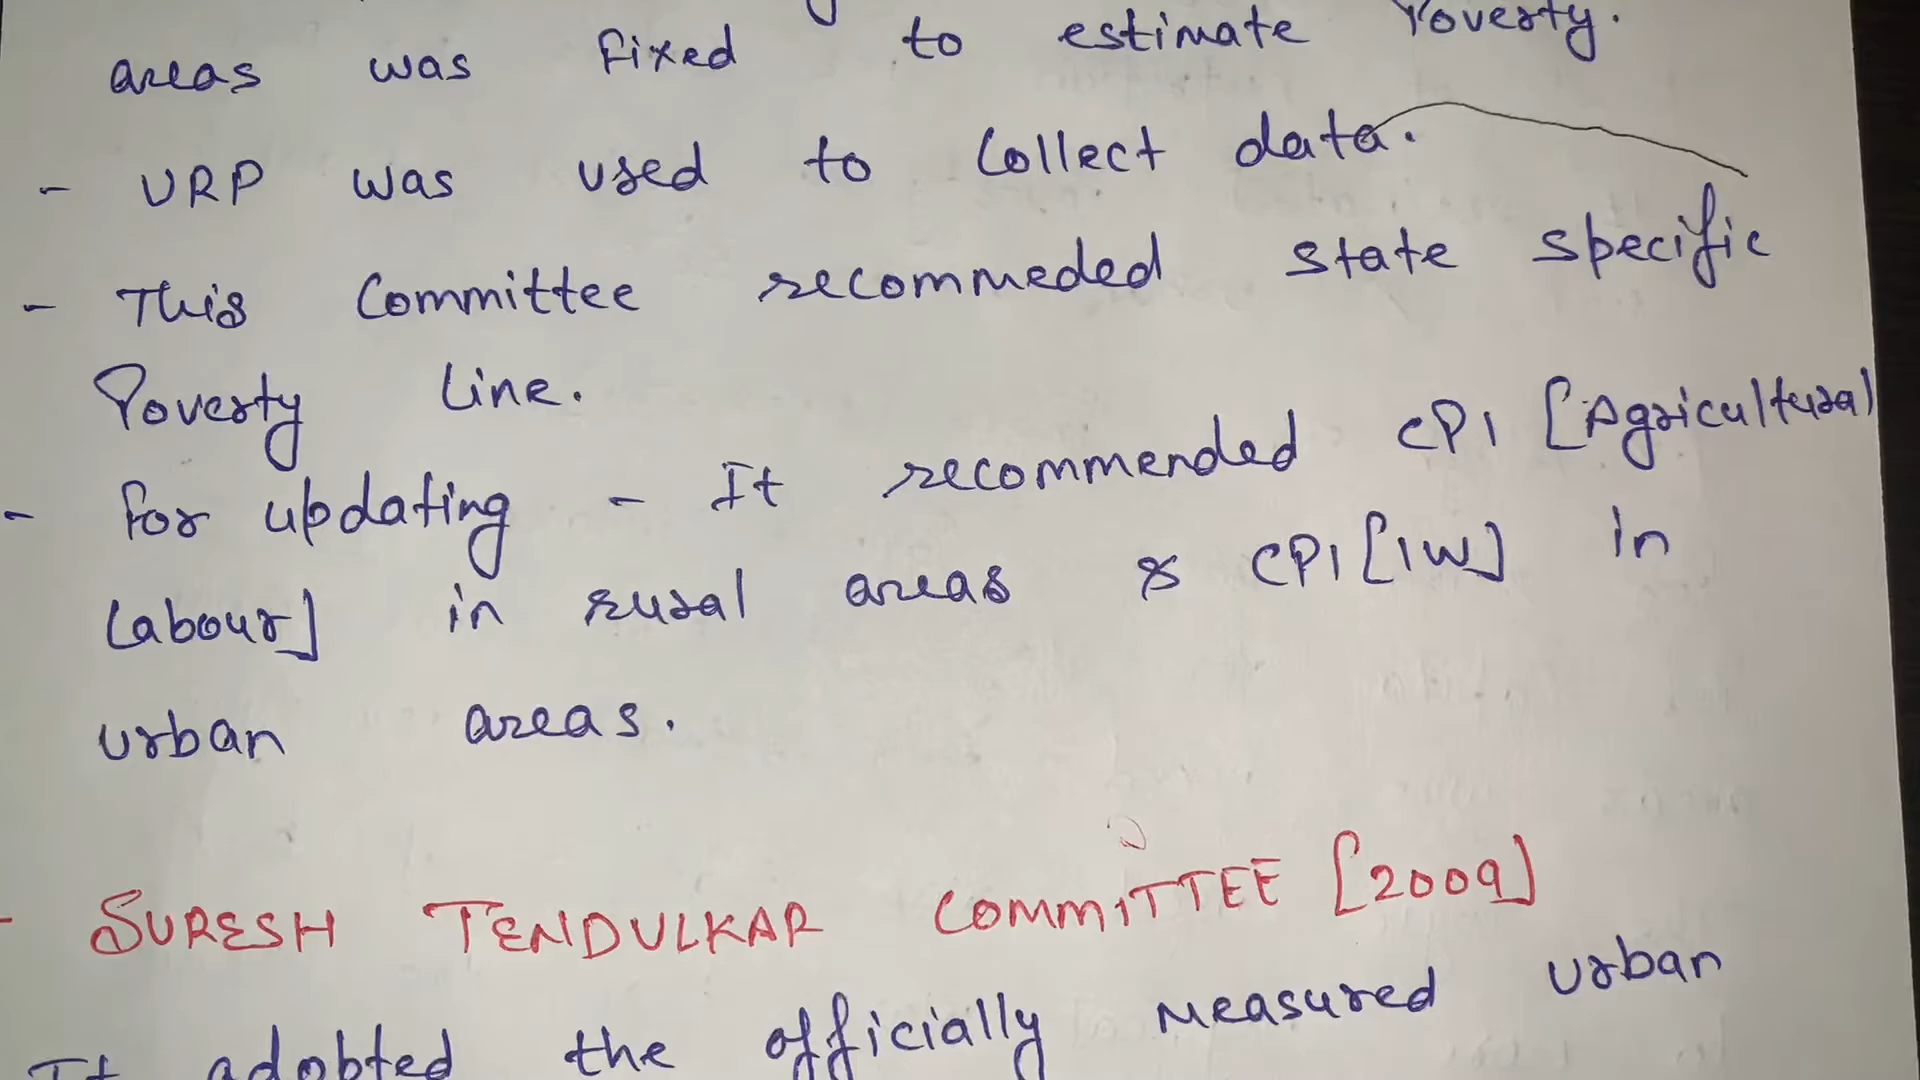 areas was fixed to estimate Poverty.
- URP was used to Collect data.
- This Committee recommeded state specific
Poverty Line.
- for updating - It recommended CPI [Agricultural
Labour] in rural areas & CPI [IW] in
urban areas.
- SURESH TENDULKAR COMMITTEE [2009]
It adopted the officially measured urban